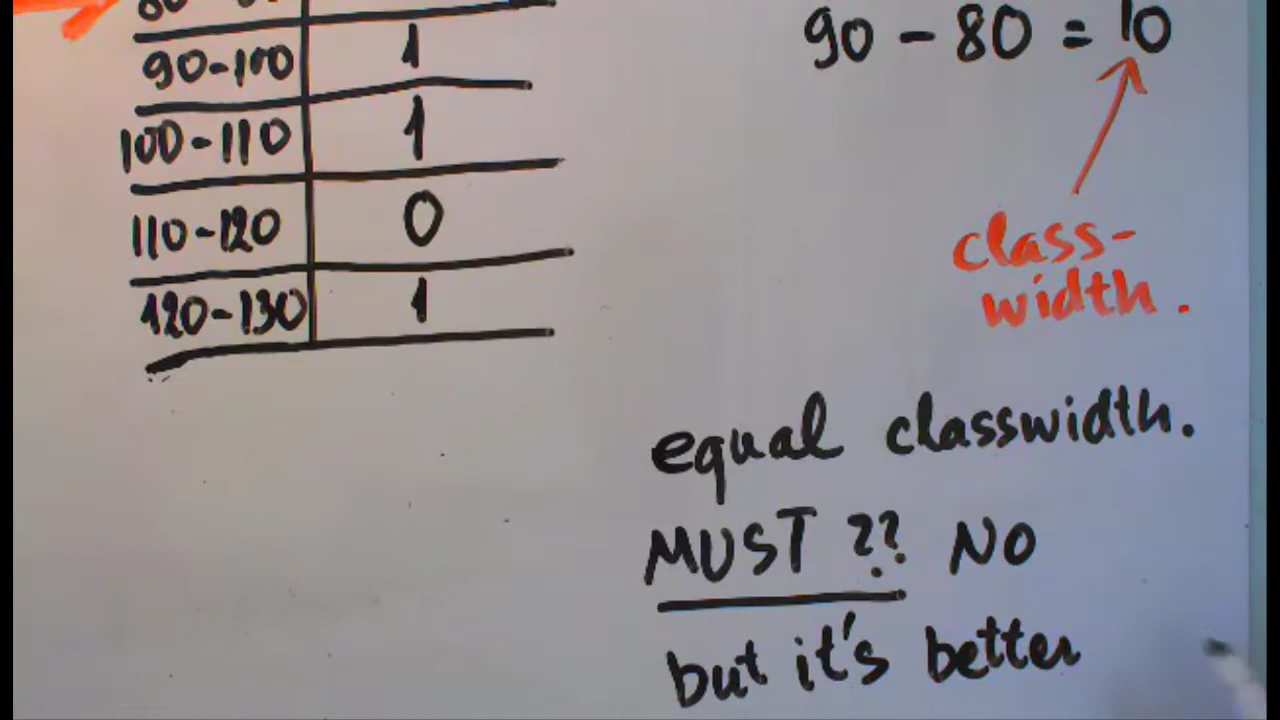 90-100 1
100-110 1
110-120 0
120-130 1
90 - 80 = 10
class-
width.
equal classwidth.
MUST ?? NO
but it's better